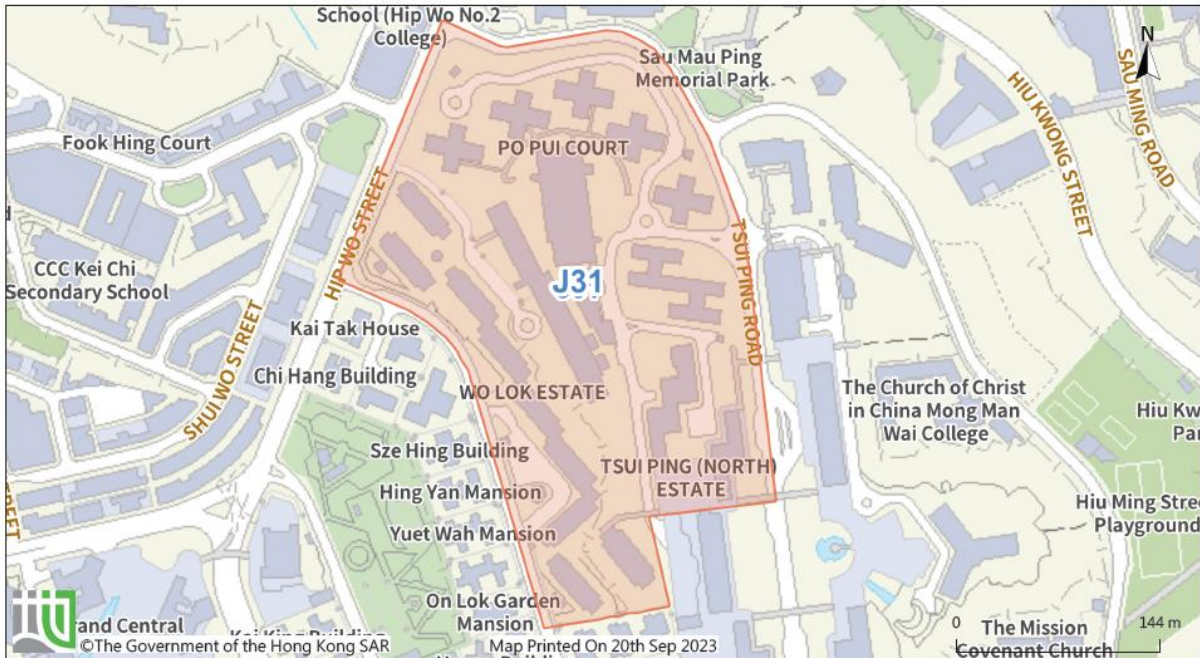 School (Hip Wo No.2
College)
N
Sau Mau Ping
Memorial Park
SAU MING ROAD
HIU KWONG STREET
Fook Hing Court
PO PUI COURT
HIP WO STREET
TSUI PING ROAD
CCC Kei Chi
Secondary School
J31
Kai Tak House
SHUI WO STREET
Chi Hang Building
WO LOK ESTATE
The Church of Christ
in China Mong Man
Wai College
Sze Hing Building
TSUI PING (NORTH)
ESTATE
Hing Yan Mansion
Yuet Wah Mansion
Hiu Ming Stree
Playground
On Lok Garden
Mansion
rand Central
©The Government of the Hong Kong SAR
Map Printed On 20th Sep 2023
0
144 m
The Mission
Covenant Church